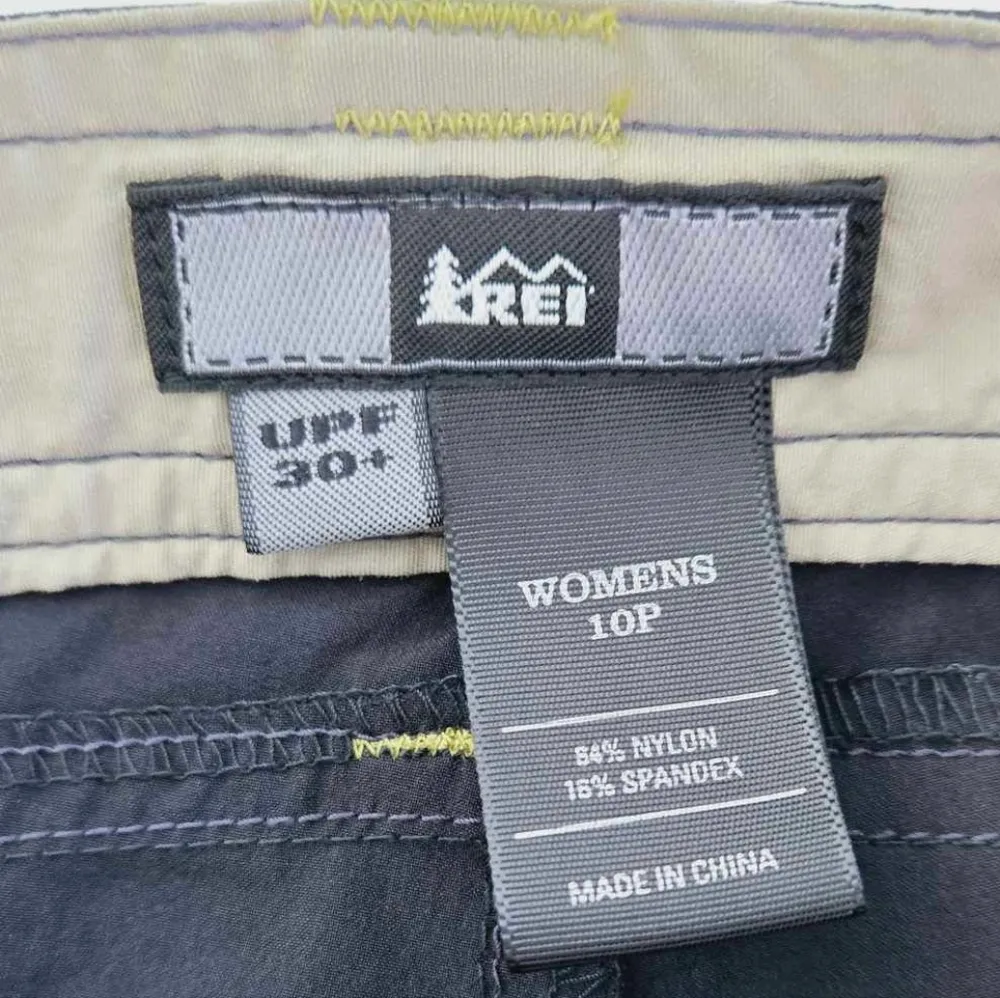 REI
UPF
30+
WOMENS
10P
84% NYLON
16% SPANDEX
MADE IN CHINA